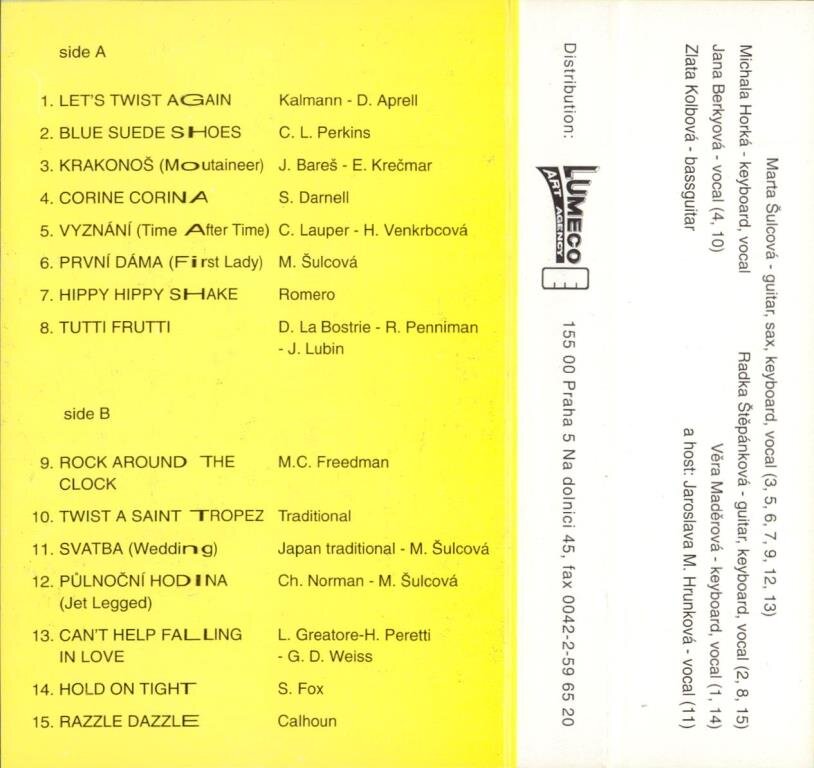 side A
1. LET'S TWIST AGAIN Kalmann - D. Aprell
2. BLUE SUEDE SHOES C. L. Perkins
3. KRAKONOŠ (Moutaineer) J. Bareš - E. Krečmar
4. CORINE CORINA S. Darnell
5. VYZNÁNÍ (Time After Time) C. Lauper - H. Venkrbcová
6. PRVNÍ DÁMA (First Lady) M. Šulcová
7. HIPPY HIPPY SHAKE Romero
8. TUTTI FRUTTI D. La Bostrie - R. Penniman
- J. Lubin
side B
9. ROCK AROUND THE M.C. Freedman
CLOCK
10. TWIST A SAINT TROPEZ Traditional
11. SVATBA (Wedding) Japan traditional - M. Šulcová
12. PŮLNOČNÍ HODINA Ch. Norman - M. Šulcová
(Jet Legged)
13. CAN'T HELP FALLING L. Greatore-H. Peretti
IN LOVE - G. D. Weiss
14. HOLD ON TIGHT S. Fox
15. RAZZLE DAZZLE Calhoun
Distribution: LUMECO ART AGENCY 155 00 Praha 5 Na dolnici 45, fax 0042-2-59 65 20
Marta Šulcová - guitar, sax, keyboard, vocal (3, 5, 6, 7, 9, 12, 13)
Michala Horká - keyboard, vocal Radka Štěpánková - guitar, keyboard, vocal (2, 8, 15)
Jana Berkyová - vocal (4, 10) Věra Maděrová - keyboard, vocal (1, 14)
Zlata Kolbová - bassguitar a host: Jaroslava M. Hrunková - vocal (11)